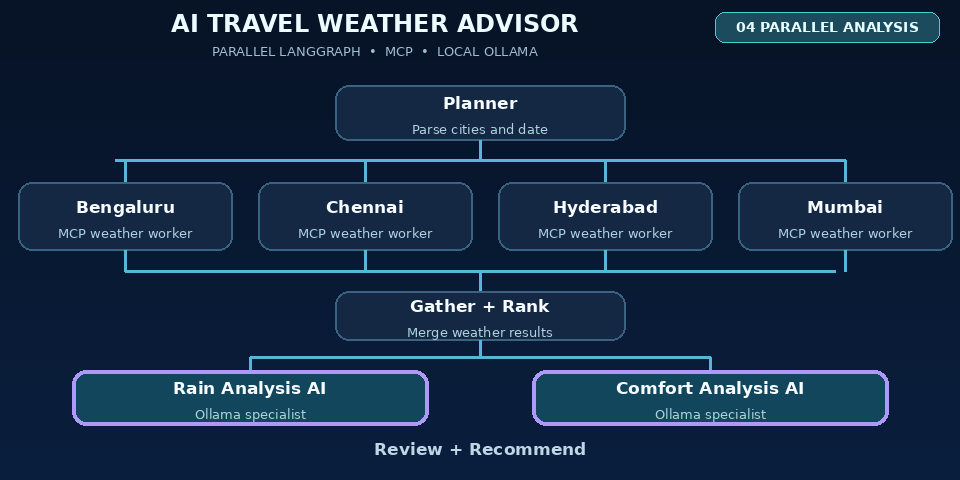 AI TRAVEL WEATHER ADVISOR
04 PARALLEL ANALYSIS
PARALLEL LANGGRAPH • MCP • LOCAL OLLAMA
Planner
Parse cities and date
Bengaluru
MCP weather worker
Chennai
MCP weather worker
Hyderabad
MCP weather worker
Mumbai
MCP weather worker
Gather + Rank
Merge weather results
Rain Analysis AI
Ollama specialist
Comfort Analysis AI
Ollama specialist
Review + Recommend